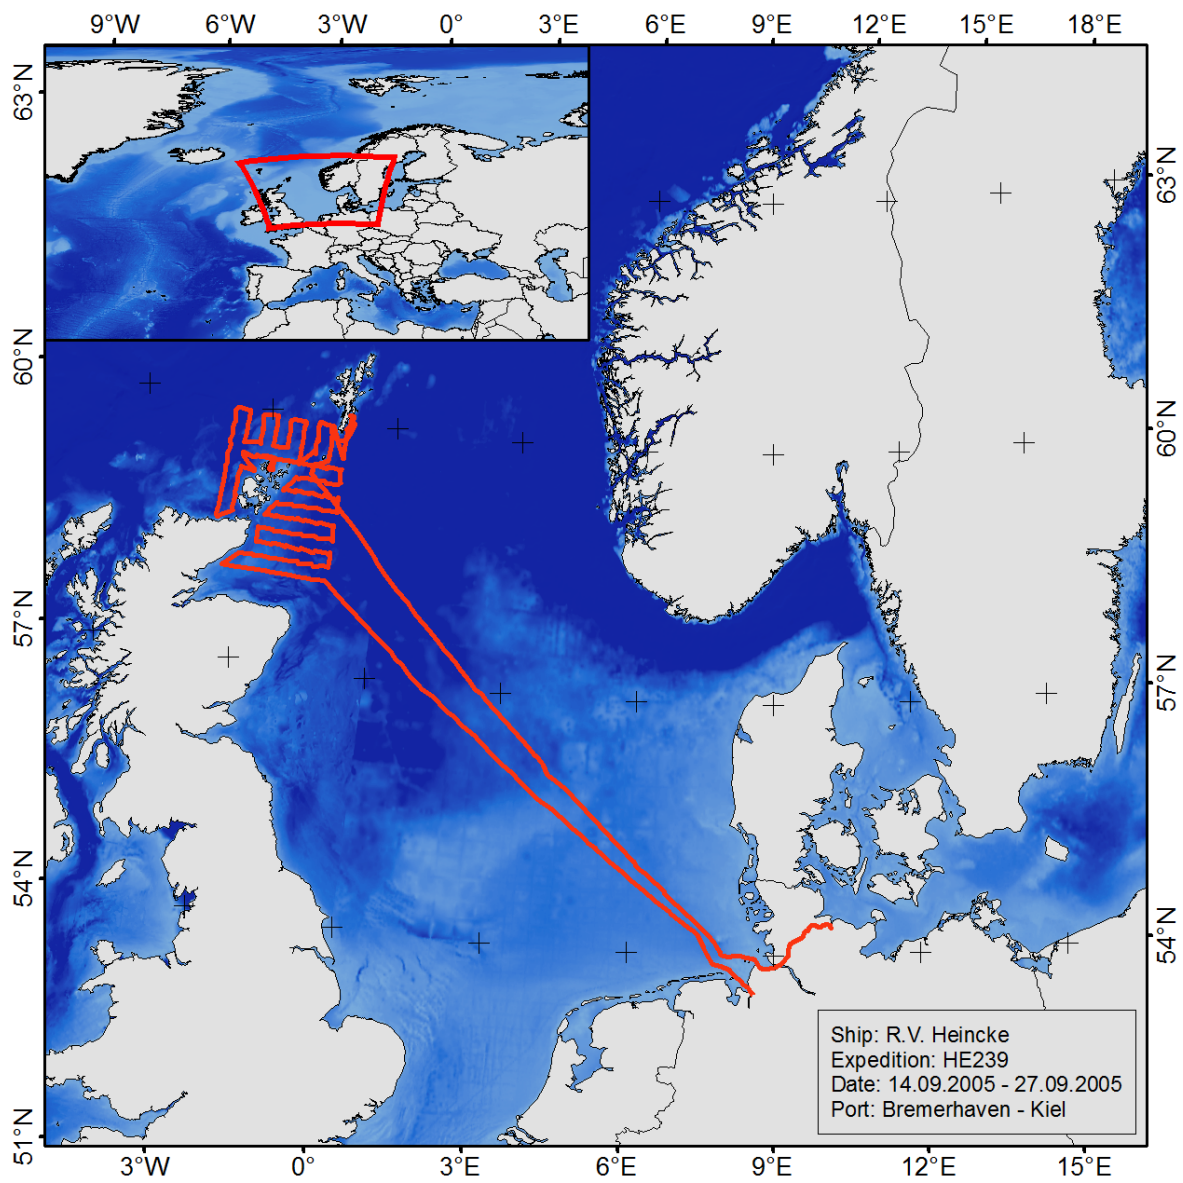 9°W 6°W 3°W 0° 3°E 6°E 9°E 12°E 15°E 18°E
63°N
63°N
60°N
60°N
57°N
57°N
54°N
54°N
51°N
Ship: R.V. Heincke
Expedition: HE239
Date: 14.09.2005 - 27.09.2005
Port: Bremerhaven - Kiel
3°W 0° 3°E 6°E 9°E 12°E 15°E